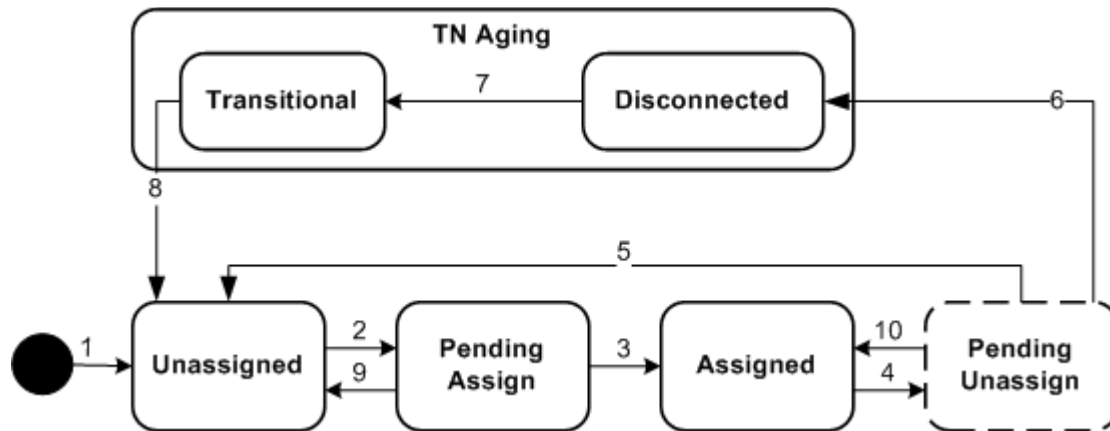 TN Aging
Transitional
7
Disconnected
6
8
5
1
Unassigned
2
9
Pending
Assign
3
Assigned
10
4
Pending
Unassign